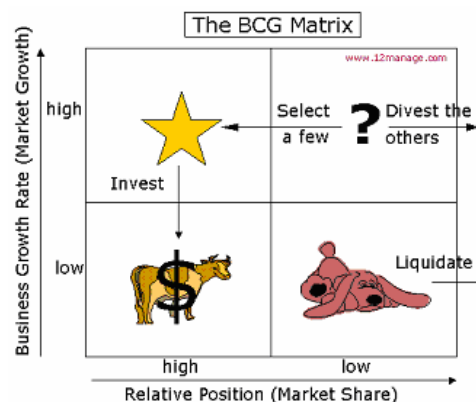 The BCG Matrix
www.12manage.com
Business Growth Rate (Market Growth)
high
Select
a few
?
Divest the
others
Invest
low
$
Liquidate
high
low
Relative Position (Market Share)